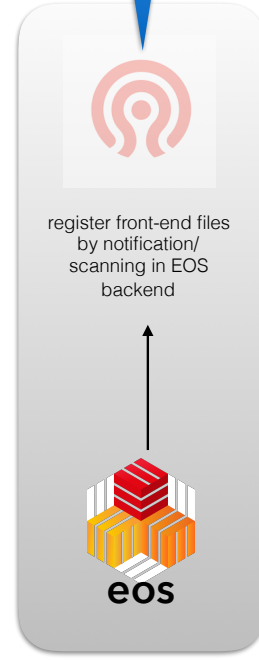 register front-end files
by notification/
scanning in EOS
backend
eos